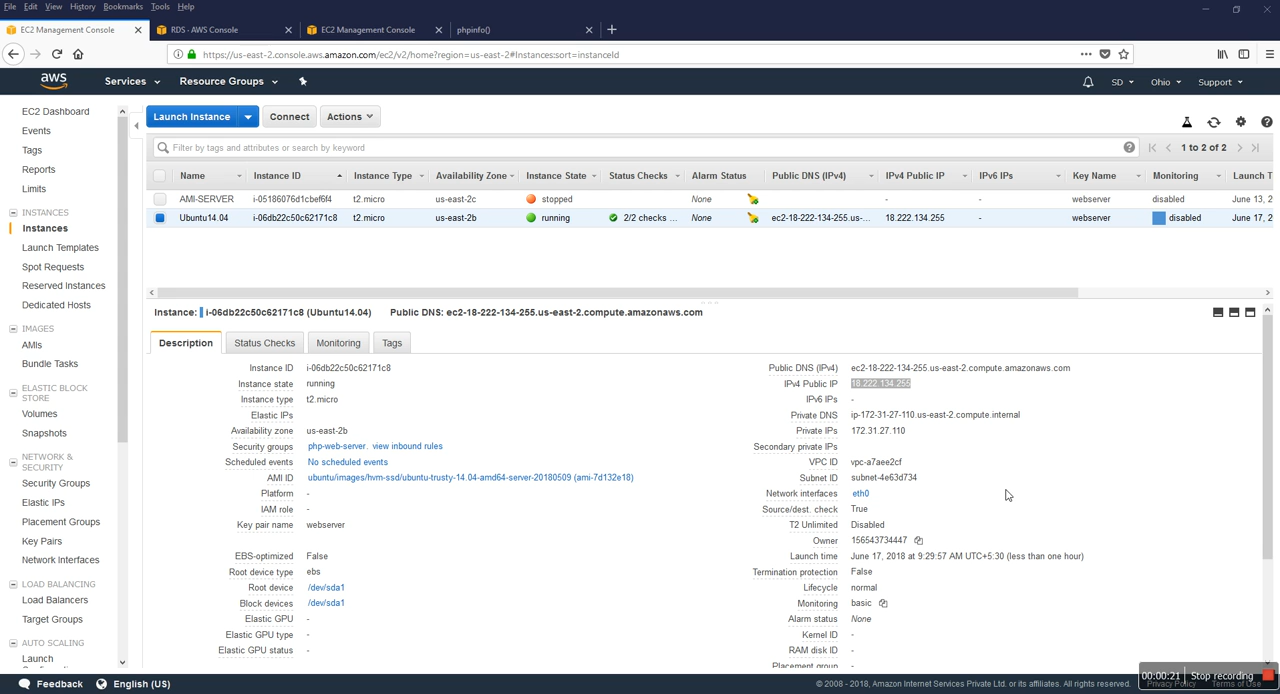 File Edit View History Bookmarks Tools Help
EC2 Management Console RDS - AWS Console EC2 Management Console phpinfo()
https://us-east-2.console.aws.amazon.com/ec2/v2/home?region=us-east-2#Instances:sort=instanceId
aws Services Resource Groups SD Ohio Support
EC2 Dashboard
Events
Tags
Reports
Limits
INSTANCES
Instances
Launch Templates
Spot Requests
Reserved Instances
Dedicated Hosts
IMAGES
AMIs
Bundle Tasks
ELASTIC BLOCK
STORE
Volumes
Snapshots
NETWORK &
SECURITY
Security Groups
Elastic IPs
Placement Groups
Key Pairs
Network Interfaces
LOAD BALANCING
Load Balancers
Target Groups
AUTO SCALING
Launch
Launch Instance Connect Actions
Filter by tags and attributes or search by keyword 1 to 2 of 2
Name Instance ID Instance Type Availability Zone Instance State Status Checks Alarm Status Public DNS (IPv4) IPv4 Public IP IPv6 IPs Key Name Monitoring Launch T
AMI-SERVER i-05186076d1cbef6f4 t2.micro us-east-2c stopped None - - webserver disabled June 13, 2
Ubuntu14.04 i-06db22c50c62171c8 t2.micro us-east-2b running 2/2 checks ... None ec2-18-222-134-255.us-... 18.222.134.255 - webserver disabled June 17, 2
Instance: i-06db22c50c62171c8 (Ubuntu14.04) Public DNS: ec2-18-222-134-255.us-east-2.compute.amazonaws.com
Description Status Checks Monitoring Tags
Instance ID i-06db22c50c62171c8
Instance state running
Instance type t2.micro
Elastic IPs
Availability zone us-east-2b
Security groups php-web-server. view inbound rules
Scheduled events No scheduled events
AMI ID ubuntu/images/hvm-ssd/ubuntu-trusty-14.04-amd64-server-20180509 (ami-7d132e18)
Platform -
IAM role -
Key pair name webserver
EBS-optimized False
Root device type ebs
Root device /dev/sda1
Block devices /dev/sda1
Elastic GPU -
Elastic GPU type -
Elastic GPU status -
Public DNS (IPv4) ec2-18-222-134-255.us-east-2.compute.amazonaws.com
IPv4 Public IP 18.222.134.255
IPv6 IPs -
Private DNS ip-172-31-27-110.us-east-2.compute.internal
Private IPs 172.31.27.110
Secondary private IPs
VPC ID vpc-a7aee2cf
Subnet ID subnet-4e63d734
Network interfaces eth0
Source/dest. check True
T2 Unlimited Disabled
Owner 156543734447
Launch time June 17, 2018 at 9:29:57 AM UTC+5:30 (less than one hour)
Termination protection False
Lifecycle normal
Monitoring basic
Alarm status None
Kernel ID -
RAM disk ID -
Placement group -
00:00:21 Stop recording
Feedback English (US) © 2008 - 2018, Amazon Internet Services Private Ltd. or its affiliates. All rights reserved. Privacy Policy Terms of Use